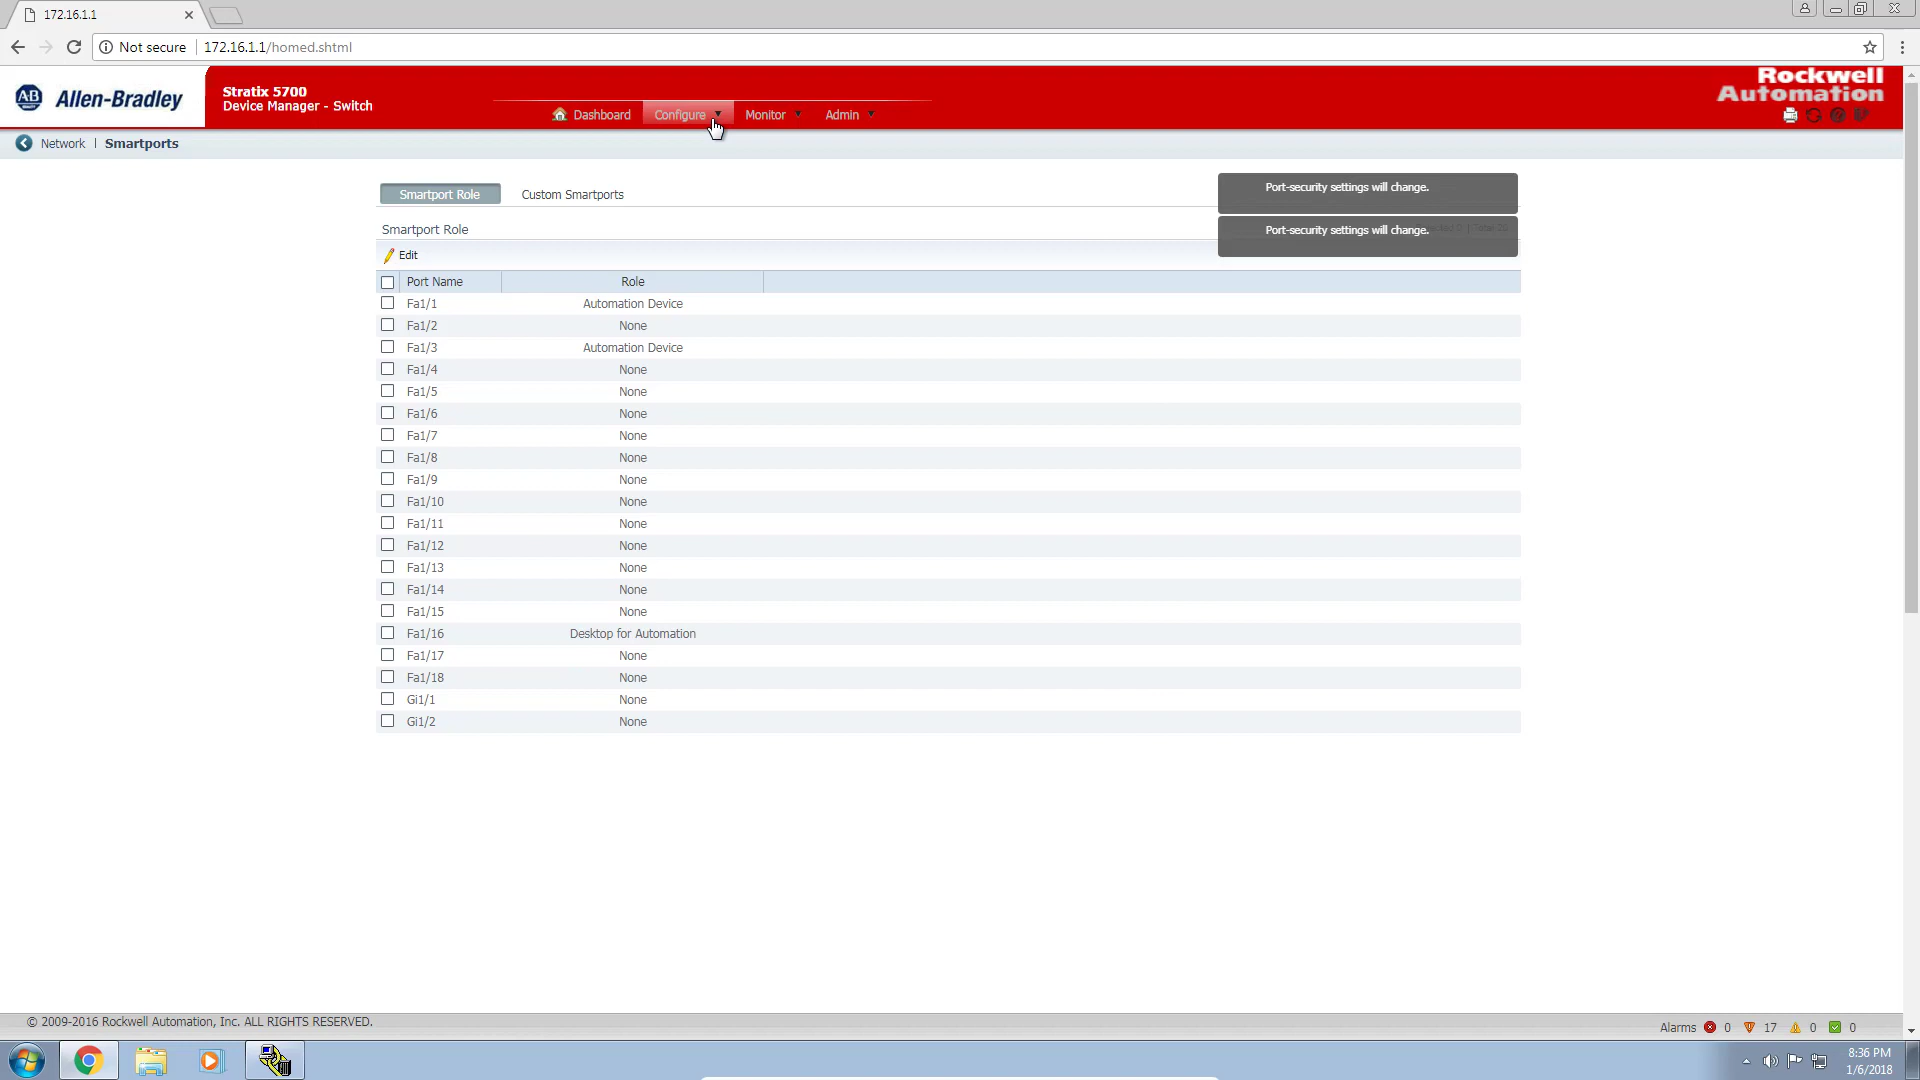 172.16.1.1
Not secure 172.16.1.1/homed.shtml
AB Allen-Bradley
Stratix 5700
Device Manager - Switch
Dashboard Configure Monitor Admin
Rockwell
Automation
Network | Smartports
Smartport Role Custom Smartports
Port-security settings will change.
Smartport Role
Port-security settings will change.
Edit
Port Name Role
Fa1/1 Automation Device
Fa1/2 None
Fa1/3 Automation Device
Fa1/4 None
Fa1/5 None
Fa1/6 None
Fa1/7 None
Fa1/8 None
Fa1/9 None
Fa1/10 None
Fa1/11 None
Fa1/12 None
Fa1/13 None
Fa1/14 None
Fa1/15 None
Fa1/16 Desktop for Automation
Fa1/17 None
Fa1/18 None
Gi1/1 None
Gi1/2 None
© 2009-2016 Rockwell Automation, Inc. ALL RIGHTS RESERVED.
Alarms 0 17 0 0
8:36 PM
1/6/2018